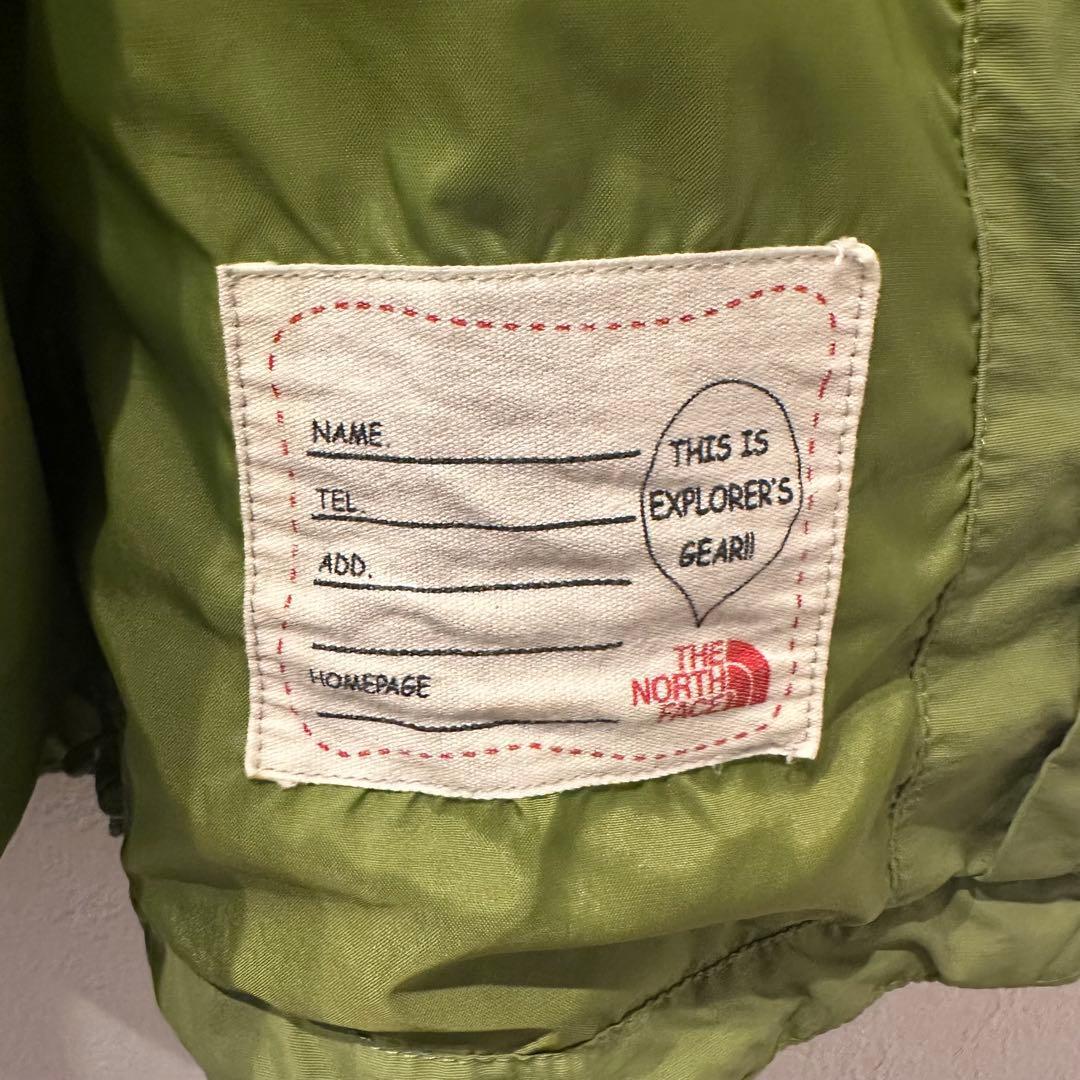 NAME.
TEL.
ADD.
HOMEPAGE
THIS IS
EXPLORER'S
GEAR!!
THE
NORTH
FACE